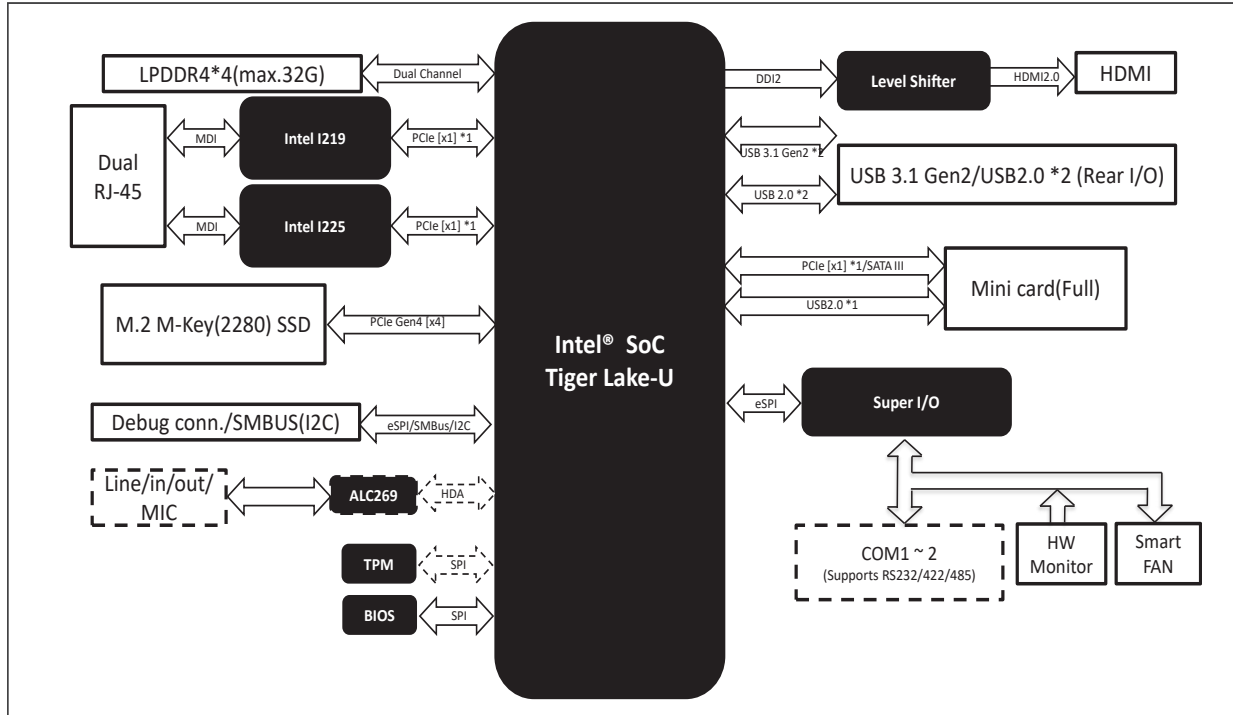 LPDDR4*4(max.32G)
Dual Channel
Dual
RJ-45
MDI
Intel I219
PCIe [x1] *1
MDI
Intel I225
PCIe [x1] *1
M.2 M-Key(2280) SSD
PCIe Gen4 [x4]
Debug conn./SMBUS(I2C)
eSPI/SMBus/I2C
Line/in/out/
MIC
ALC269
HDA
TPM
SPI
BIOS
SPI
Intel® SoC
Tiger Lake-U
DDI2
Level Shifter
HDMI2.0
HDMI
USB 3.1 Gen2 *2
USB 2.0 *2
USB 3.1 Gen2/USB2.0 *2 (Rear I/O)
PCIe [x1] *1/SATA III
USB2.0 *1
Mini card(Full)
eSPI
Super I/O
COM1 ~ 2
(Supports RS232/422/485)
HW
Monitor
Smart
FAN